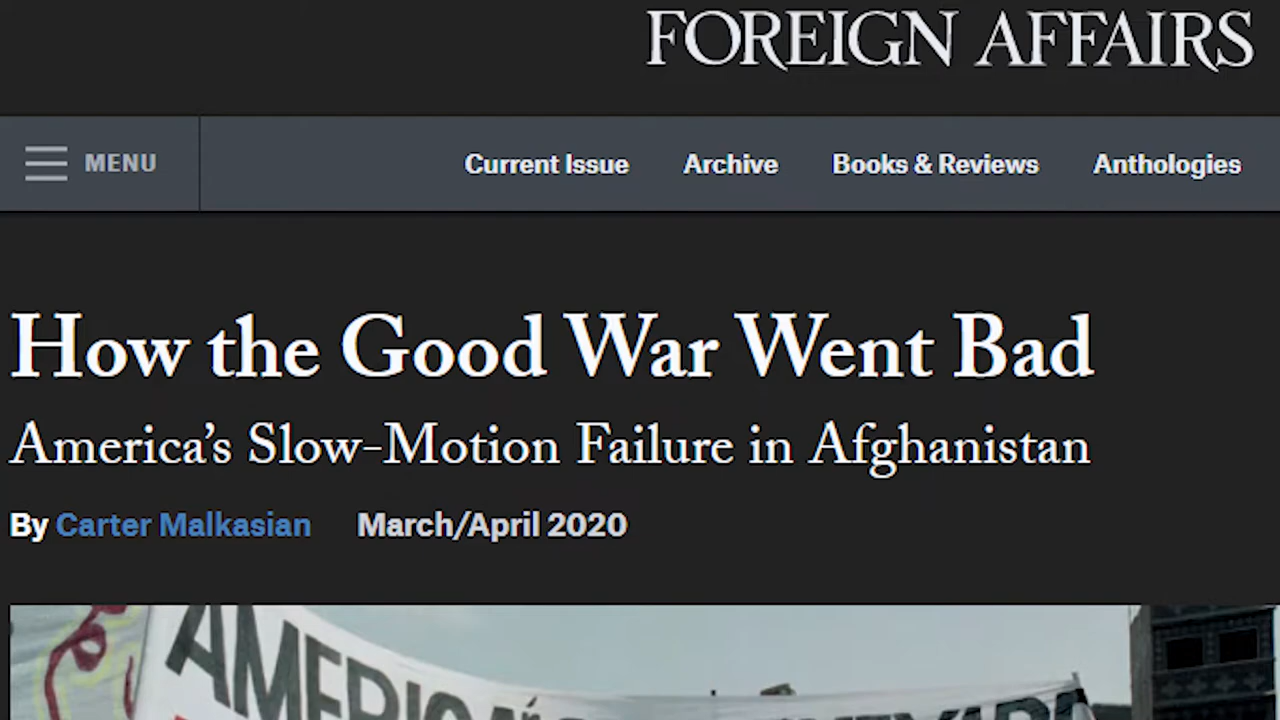 FOREIGN AFFAIRS
MENU Current Issue Archive Books & Reviews Anthologies
How the Good War Went Bad
America's Slow-Motion Failure in Afghanistan
By Carter Malkasian March/April 2020